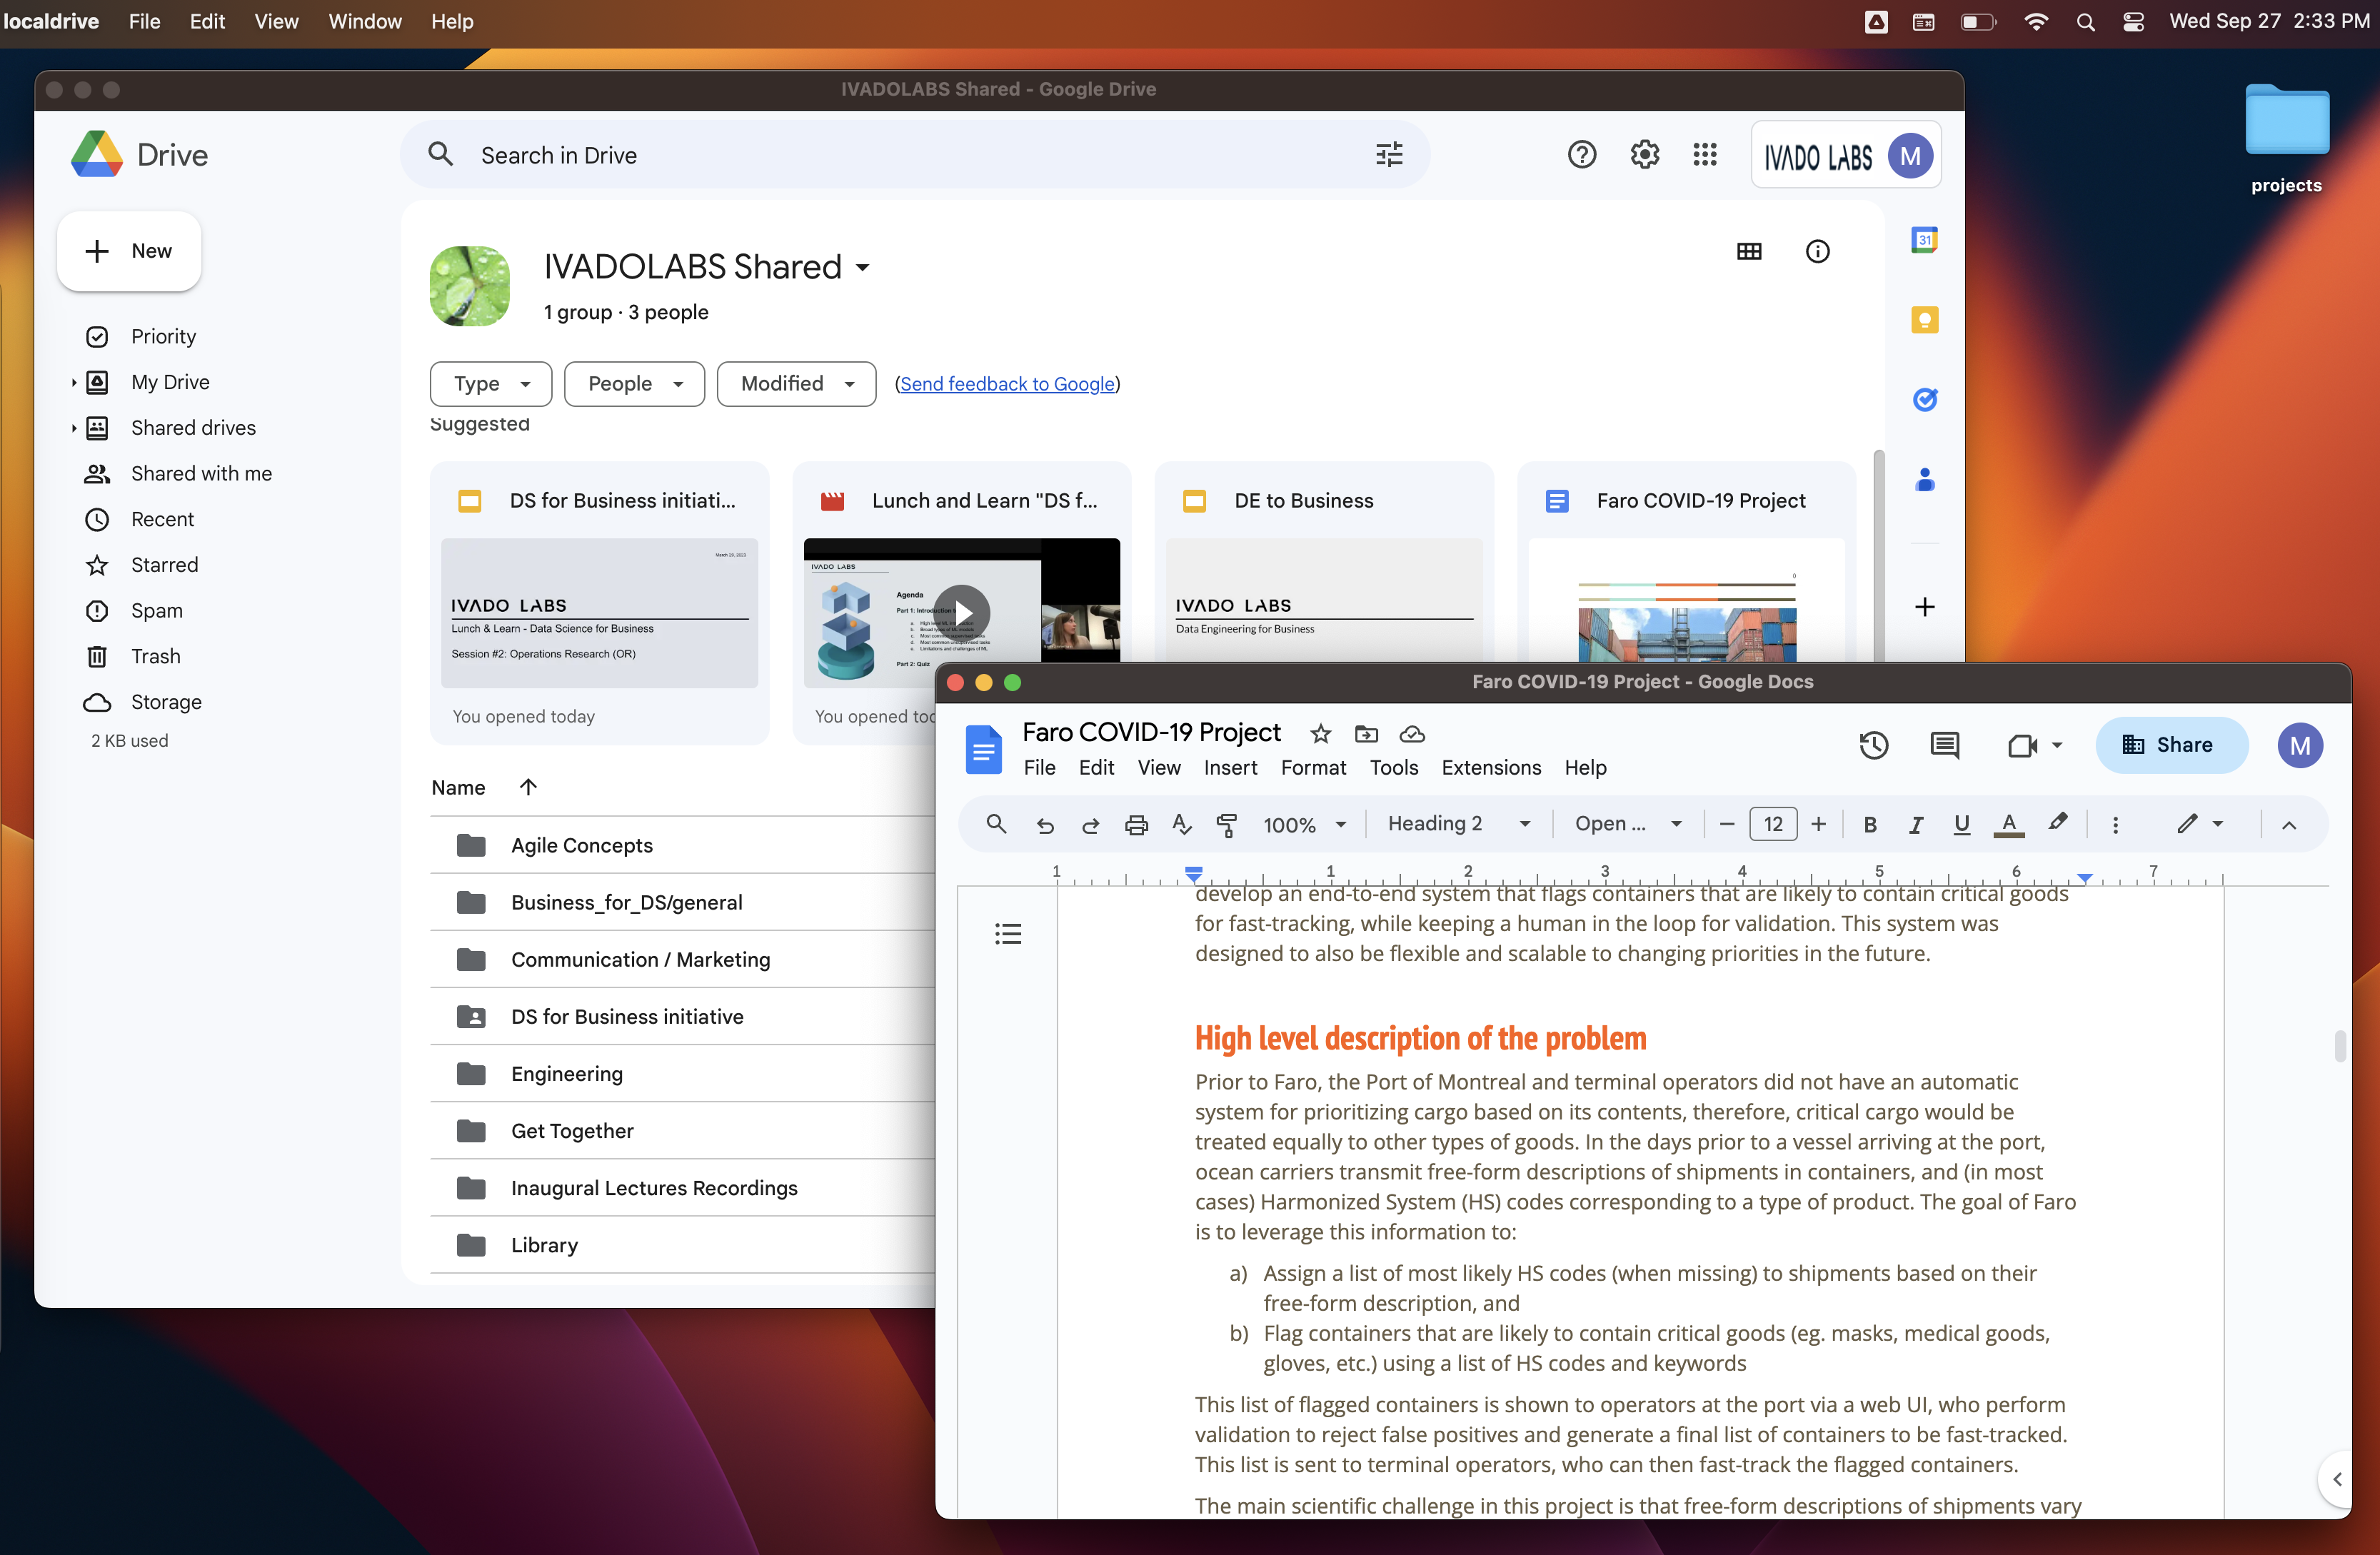 localdrive File Edit View Window Help
Wed Sep 27 2:33 PM
projects
IVADOLABS Shared - Google Drive
Drive
Search in Drive
IVADO LABS
M
New
Priority
My Drive
Shared drives
Shared with me
Recent
Starred
Spam
Trash
Storage
2 KB used
IVADOLABS Shared
1 group · 3 people
Type
People
Modified
(Send feedback to Google)
31
Suggested
DS for Business initiati...
March 29, 2023
IVADO LABS
Lunch & Learn - Data Science for Business
Session #2: Operations Research (OR)
You opened today
Lunch and Learn "DS f...
IVADO LABS
Agenda
Part 1: Introduction
Part 2: Quiz
DE to Business
IVADO LABS
Data Engineering for Business
Faro COVID-19 Project
Name
Agile Concepts
Business_for_DS/general
Communication / Marketing
DS for Business initiative
Engineering
Get Together
Inaugural Lectures Recordings
Library
Faro COVID-19 Project - Google Docs
Faro COVID-19 Project
File Edit View Insert Format Tools Extensions Help
Share
M
100% Heading 2 Open ... 12 B I U A
1 1 2 3 4 5 6 7
develop an end-to-end system that flags containers that are likely to contain critical goods
for fast-tracking, while keeping a human in the loop for validation. This system was
designed to also be flexible and scalable to changing priorities in the future.
High level description of the problem
Prior to Faro, the Port of Montreal and terminal operators did not have an automatic
system for prioritizing cargo based on its contents, therefore, critical cargo would be
treated equally to other types of goods. In the days prior to a vessel arriving at the port,
ocean carriers transmit free-form descriptions of shipments in containers, and (in most
cases) Harmonized System (HS) codes corresponding to a type of product. The goal of Faro
is to leverage this information to:
a) Assign a list of most likely HS codes (when missing) to shipments based on their
free-form description, and
b) Flag containers that are likely to contain critical goods (eg. masks, medical goods,
gloves, etc.) using a list of HS codes and keywords
This list of flagged containers is shown to operators at the port via a web UI, who perform
validation to reject false positives and generate a final list of containers to be fast-tracked.
This list is sent to terminal operators, who can then fast-track the flagged containers.
The main scientific challenge in this project is that free-form descriptions of shipments vary